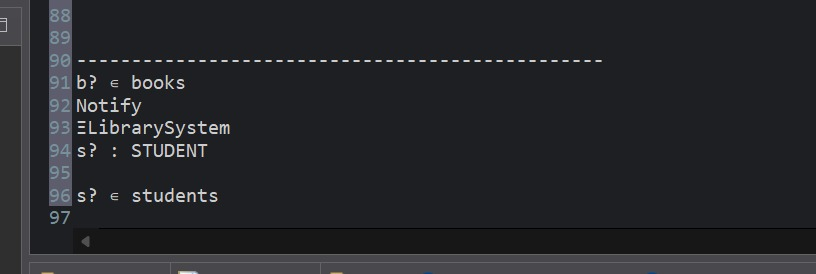 88
89
90 ------------------------------------------------
91 b? ∈ books
92 Notify
93 ΞLibrarySystem
94 s? : STUDENT
95
96 s? ∈ students
97